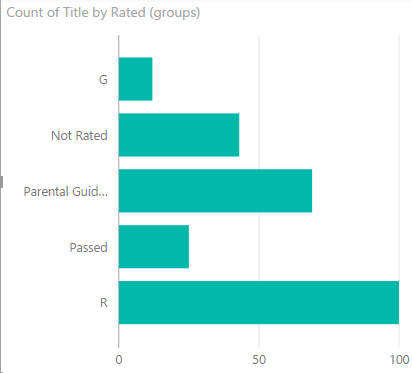 Count of Title by Rated (groups)
G
Not Rated
Parental Guid...
Passed
R
0 50 100